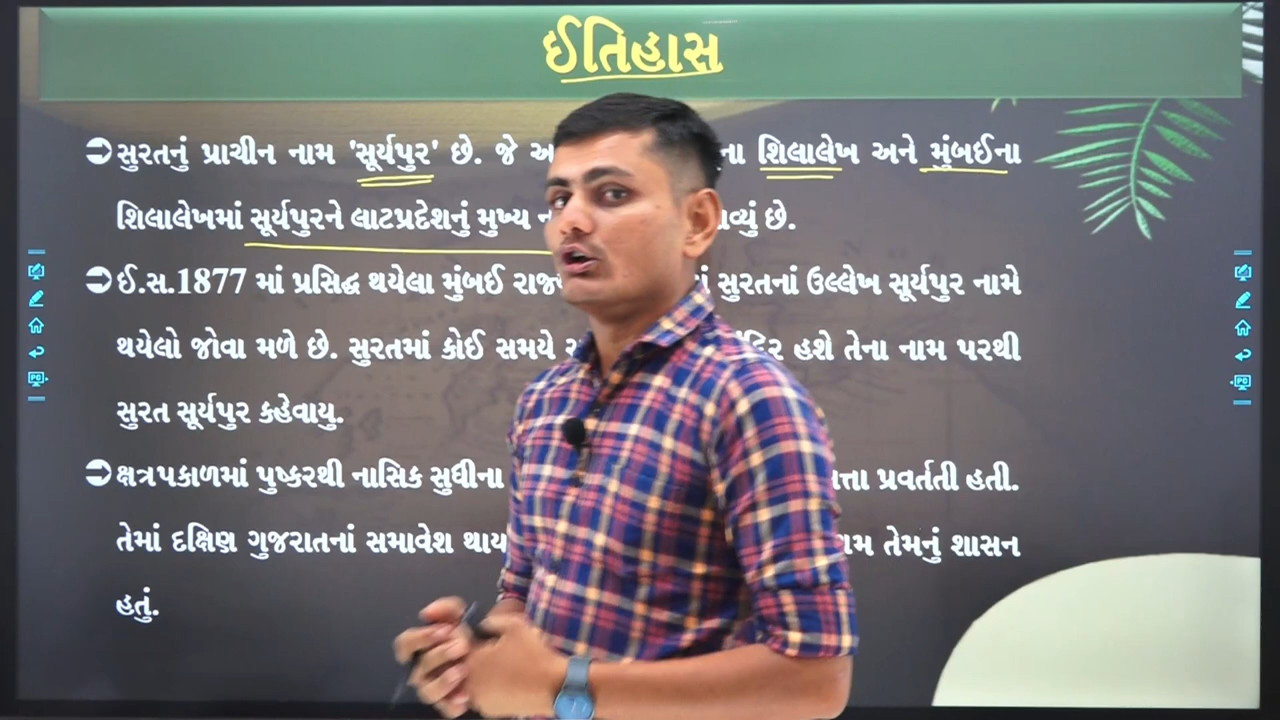 ઈતિહાસ
સુરતનું પ્રાચીન નામ 'સૂર્યપુર' છે. જે ના શિલાલેખ અને મુંબઈના
શિલાલેખમાં સૂર્યપુરને લાટપ્રદેશનું મુખ્ય છે.
ઈ.સ.1877 માં પ્રસિદ્ધ થયેલા મુંબઈ સુરતનાં ઉલ્લેખ સૂર્યપુર નામે
થયેલો જોવા મળે છે. સુરતમાં કોઈ સમયે હશે તેના નામ પરથી
સુરત સૂર્યપુર કહેવાયુ.
ક્ષત્રપકાળમાં પુષ્કરથી નાસિક સુધીના પ્રવર્તતી હતી.
તેમાં દક્ષિણ ગુજરાતનાં સમાવેશ તેમનું શાસન
હતું.